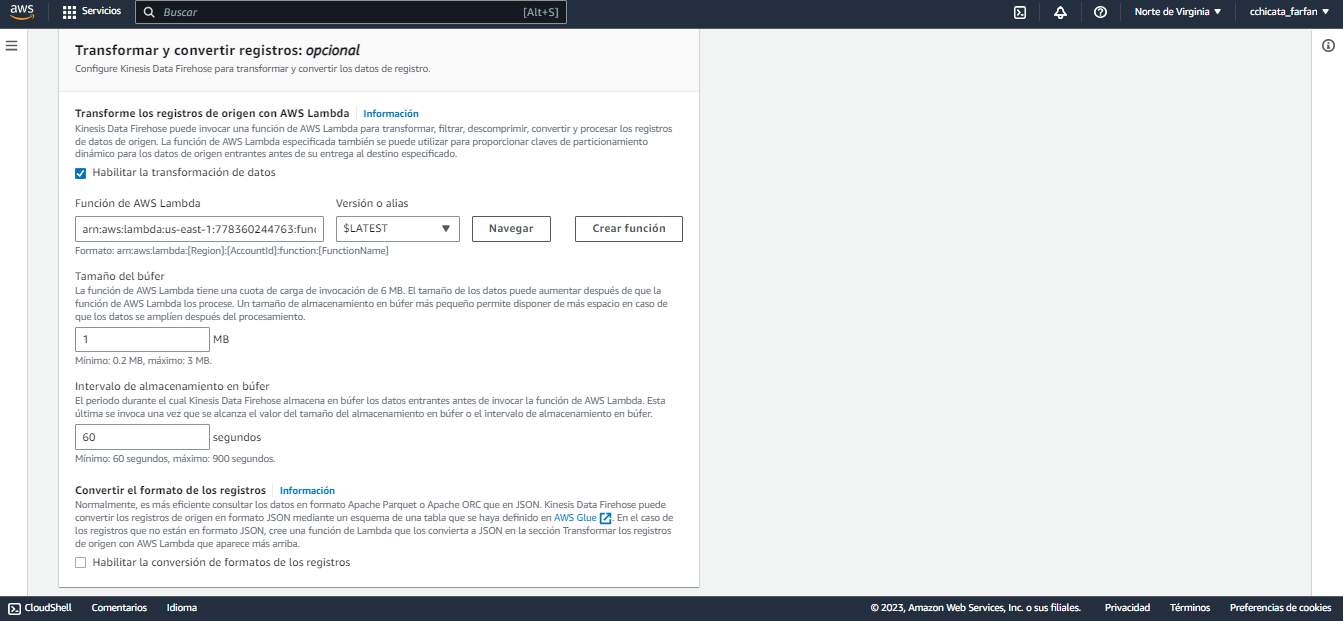 aws
Servicios
Buscar
[Alt+S]
Norte de Virginia
cchicata_farfan
Transformar y convertir registros: opcional
Configure Kinesis Data Firehose para transformar y convertir los datos de registro.
Transforme los registros de origen con AWS Lambda
Información
Kinesis Data Firehose puede invocar una función de AWS Lambda para transformar, filtrar, descomprimir, convertir y procesar los registros
de datos de origen. La función de AWS Lambda especificada también se puede utilizar para proporcionar claves de particionamiento
dinámico para los datos de origen entrantes antes de su entrega al destino especificado.
Habilitar la transformación de datos
Función de AWS Lambda
Versión o alias
arn:aws:lambda:us-east-1:778360244763:func
$LATEST
Navegar
Crear función
Formato: arn:aws:lambda:[Region]:[AccountId]:function:[FunctionName]
Tamaño del búfer
La función de AWS Lambda tiene una cuota de carga de invocación de 6 MB. El tamaño de los datos puede aumentar después de que la
función de AWS Lambda los procese. Un tamaño de almacenamiento en búfer más pequeño permite disponer de más espacio en caso de
que los datos se amplíen después del procesamiento.
1
MB
Mínimo: 0.2 MB, máximo: 3 MB.
Intervalo de almacenamiento en búfer
El periodo durante el cual Kinesis Data Firehose almacena en búfer los datos entrantes antes de invocar la función de AWS Lambda. Esta
última se invoca una vez que se alcanza el valor del tamaño del almacenamiento en búfer o el intervalo de almacenamiento en búfer.
60
segundos
Mínimo: 60 segundos, máximo: 900 segundos.
Convertir el formato de los registros
Información
Normalmente, es más eficiente consultar los datos en formato Apache Parquet o Apache ORC que en JSON. Kinesis Data Firehose puede
convertir los registros de origen en formato JSON mediante un esquema de una tabla que se haya definido en AWS Glue. En el caso de
los registros que no están en formato JSON, cree una función de Lambda que los convierta a JSON en la sección Transformar los registros
de origen con AWS Lambda que aparece más arriba.
Habilitar la conversión de formatos de los registros
CloudShell
Comentarios
Idioma
© 2023, Amazon Web Services, Inc. o sus filiales.
Privacidad
Términos
Preferencias de cookies